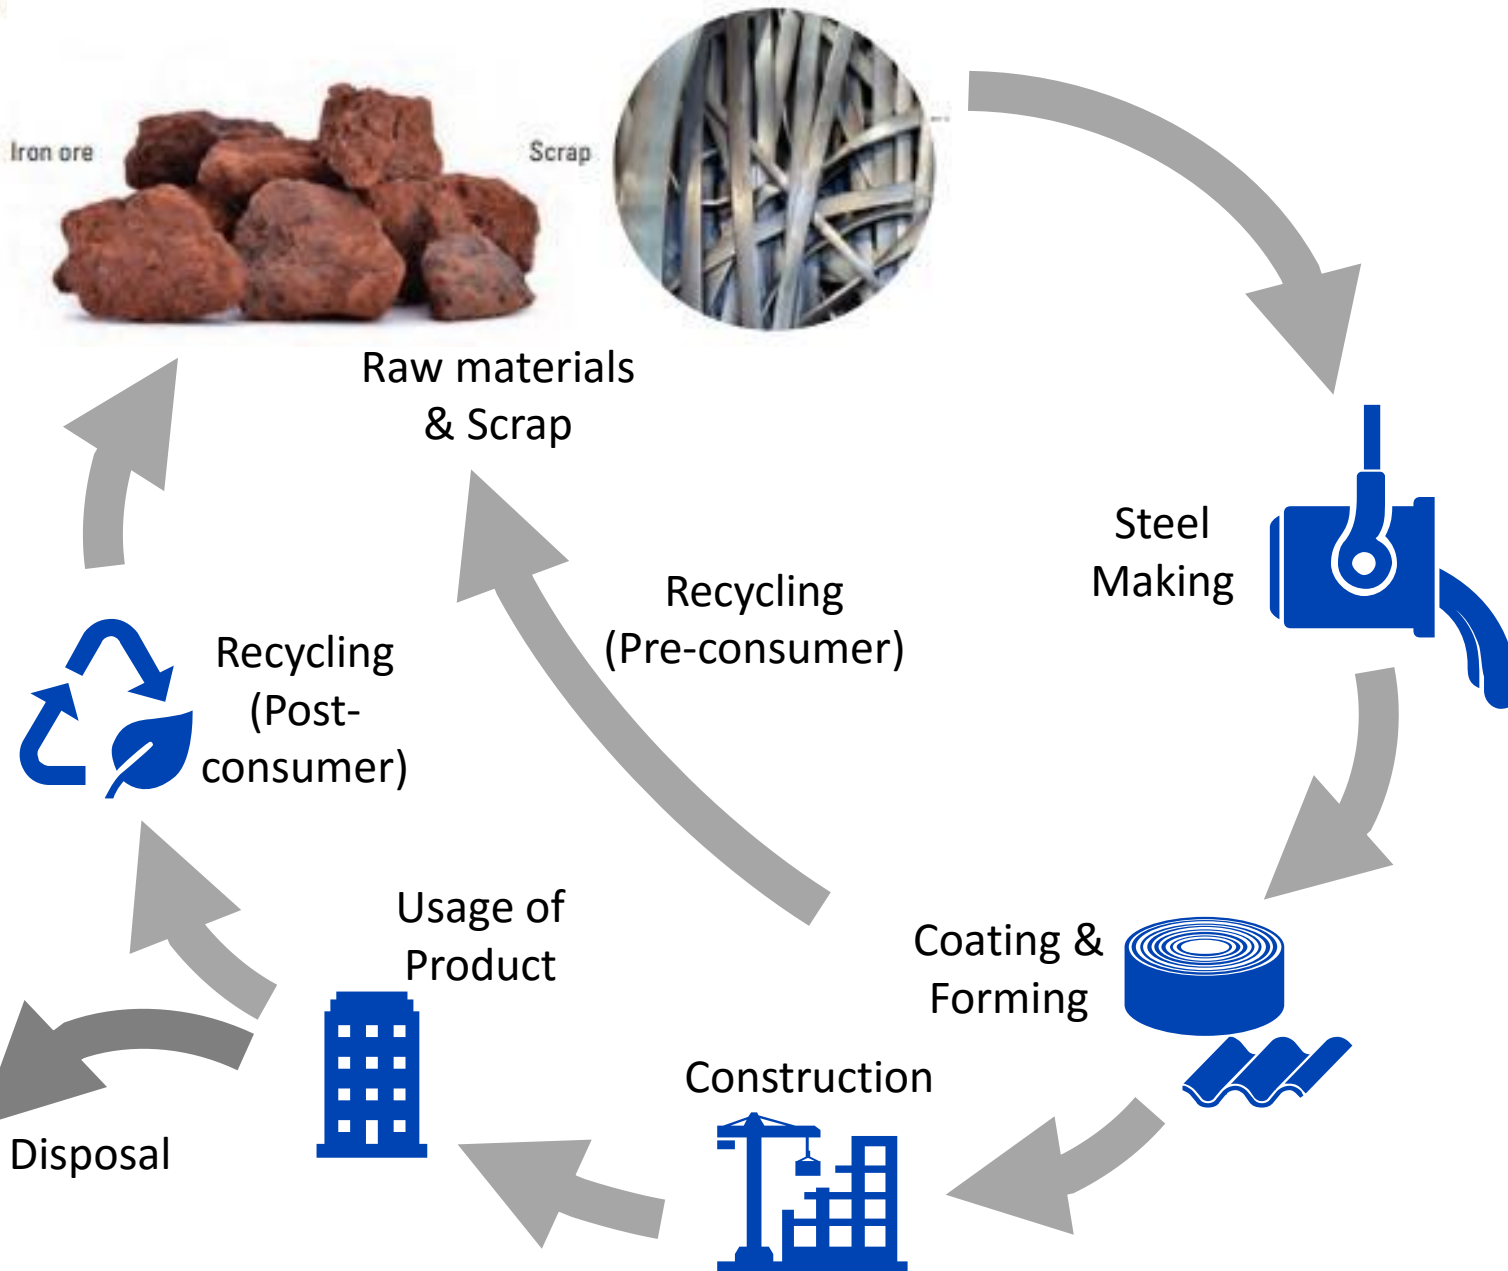 Iron ore
Scrap
Raw materials
& Scrap
Steel
Making
Recycling
(Pre-consumer)
Recycling
(Post-
consumer)
Usage of
Product
Coating &
Forming
Construction
Disposal